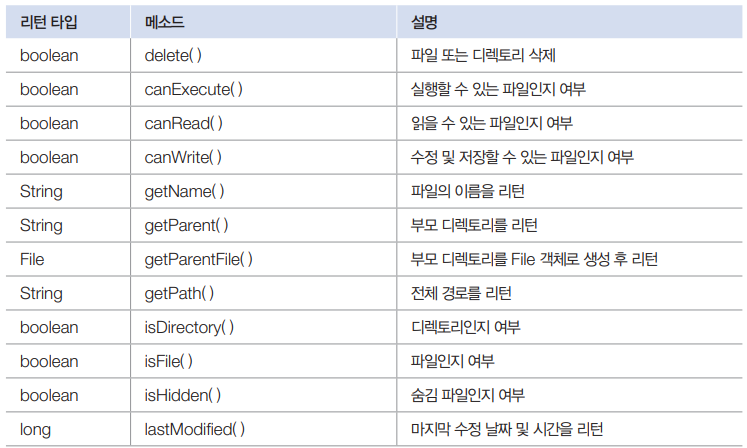 리턴 타입 메소드 설명
boolean delete( ) 파일 또는 디렉토리 삭제
boolean canExecute( ) 실행할 수 있는 파일인지 여부
boolean canRead( ) 읽을 수 있는 파일인지 여부
boolean canWrite( ) 수정 및 저장할 수 있는 파일인지 여부
String getName( ) 파일의 이름을 리턴
String getParent( ) 부모 디렉토리를 리턴
File getParentFile( ) 부모 디렉토리를 File 객체로 생성 후 리턴
String getPath( ) 전체 경로를 리턴
boolean isDirectory( ) 디렉토리인지 여부
boolean isFile( ) 파일인지 여부
boolean isHidden( ) 숨김 파일인지 여부
long lastModified( ) 마지막 수정 날짜 및 시간을 리턴